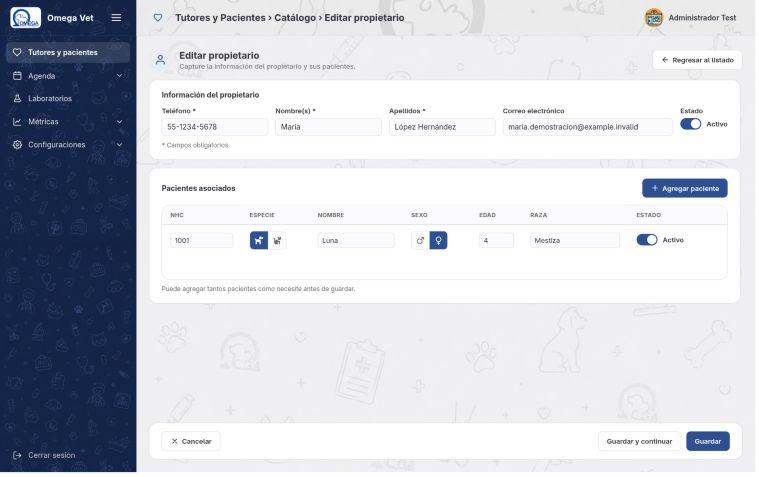 OMEGA
Omega Vet
Tutores y Pacientes › Catálogo › Editar propietario
Administrador Test
Tutores y pacientes
Agenda
Laboratorios
Métricas
Configuraciones
Cerrar sesión
Editar propietario
Capture la información del propietario y sus pacientes.
← Regresar al listado
Información del propietario
Teléfono * Nombre(s) * Apellidos * Correo electrónico Estado
55-1234-5678 María López Hernández maria.demostracion@example.invalid Activo
* Campos obligatorios
Pacientes asociados
+ Agregar paciente
NHC ESPECIE NOMBRE SEXO EDAD RAZA ESTADO
1001 Luna ♂ ♀ 4 Mestiza Activo
Puede agregar tantos pacientes como necesite antes de guardar.
× Cancelar
Guardar y continuar
Guardar